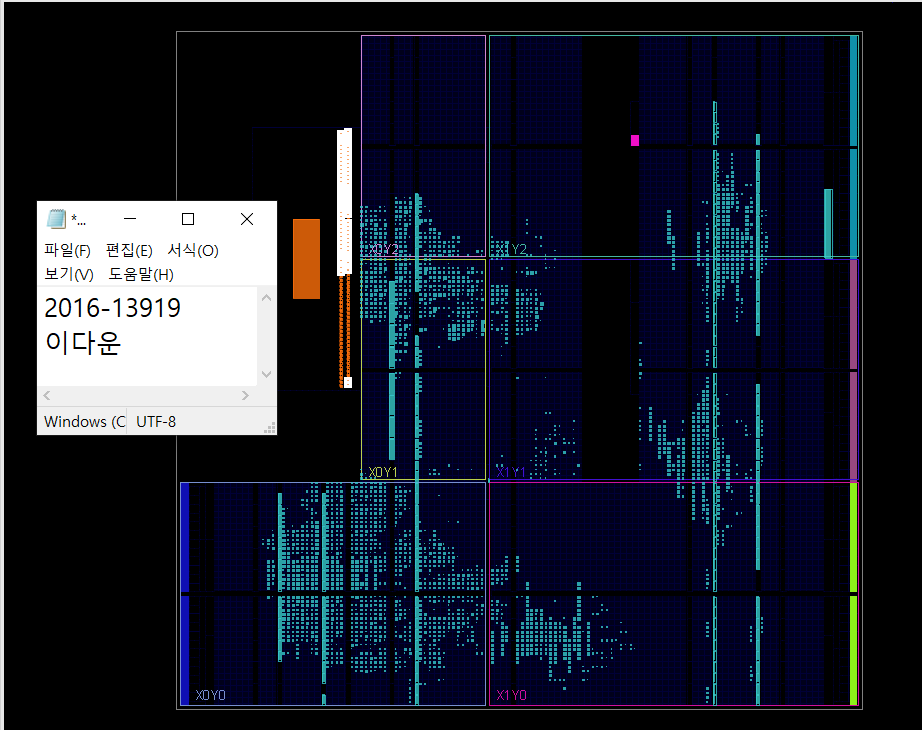 *...
파일(F) 편집(E) 서식(O)
보기(V) 도움말(H)
2016-13919
이다운
Windows (C
UTF-8
X0Y2
X1Y2
X0Y1
X1Y1
X0Y0
X1Y0